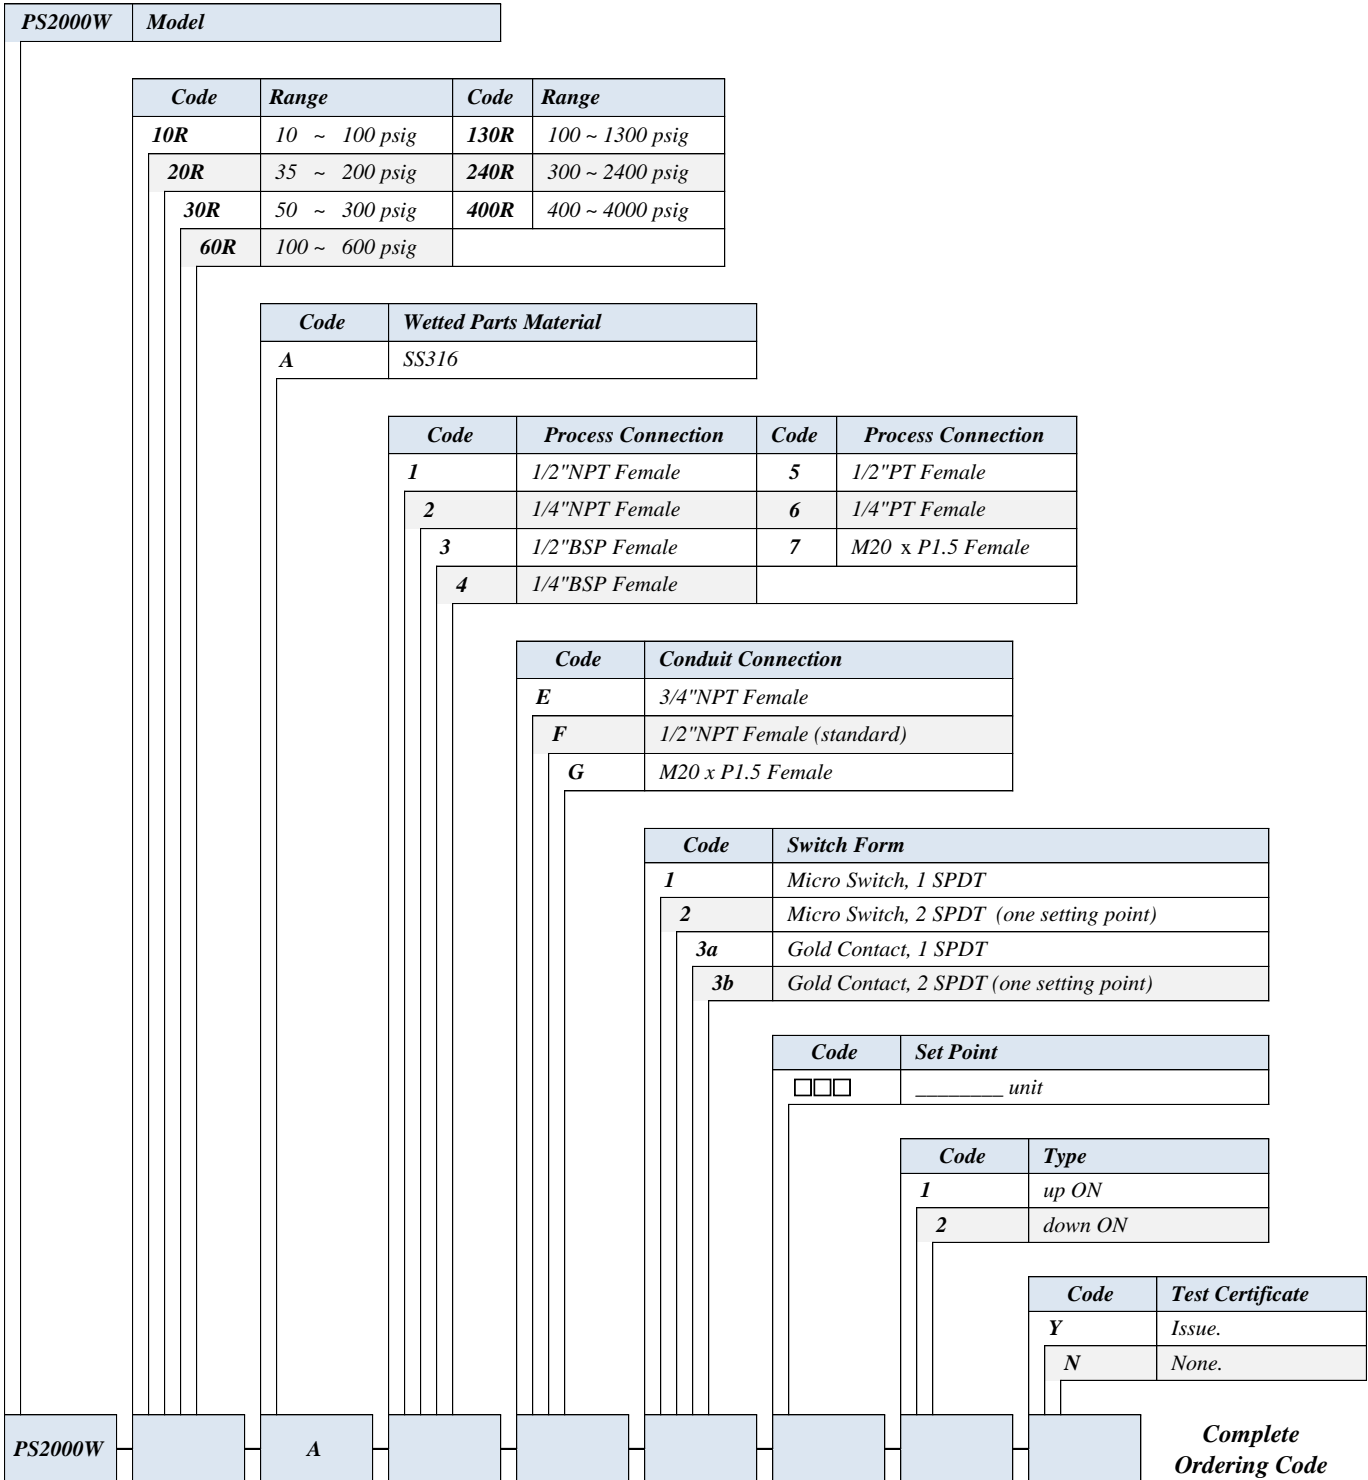 PS2000W Model
Code Range Code Range
10R 10 ~ 100 psig 130R 100 ~ 1300 psig
20R 35 ~ 200 psig 240R 300 ~ 2400 psig
30R 50 ~ 300 psig 400R 400 ~ 4000 psig
60R 100 ~ 600 psig
Code Wetted Parts Material
A SS316
Code Process Connection Code Process Connection
1 1/2"NPT Female 5 1/2"PT Female
2 1/4"NPT Female 6 1/4"PT Female
3 1/2"BSP Female 7 M20 x P1.5 Female
4 1/4"BSP Female
Code Conduit Connection
E 3/4"NPT Female
F 1/2"NPT Female (standard)
G M20 x P1.5 Female
Code Switch Form
1 Micro Switch, 1 SPDT
2 Micro Switch, 2 SPDT (one setting point)
3a Gold Contact, 1 SPDT
3b Gold Contact, 2 SPDT (one setting point)
Code Set Point
□□□ ________ unit
Code Type
1 up ON
2 down ON
Code Test Certificate
Y Issue.
N None.
PS2000W A Complete
Ordering Code